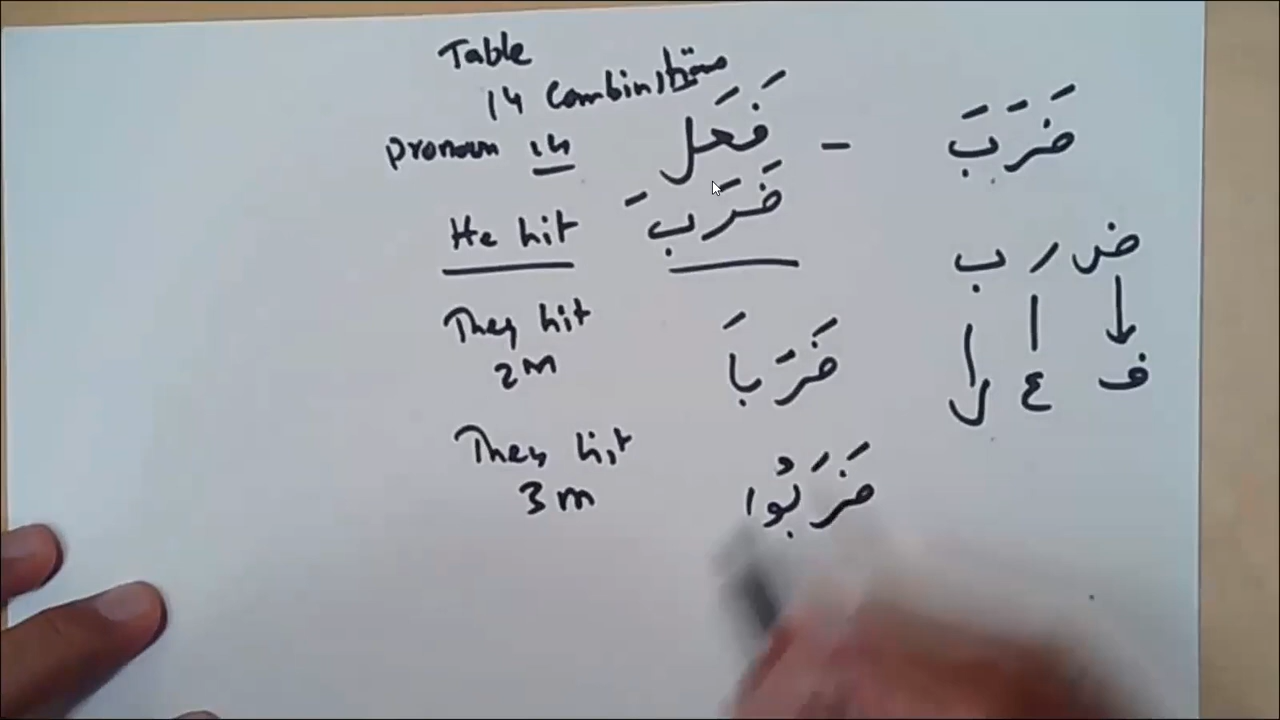 Table
14 Combinations
pronoun 14 فَعَل - ضَرَبَ
He hit ضَرَبَ
ض ر ب
They hit
2m ضَرَبَا
ف ع ل
They hit
3m ضَرَبُوا